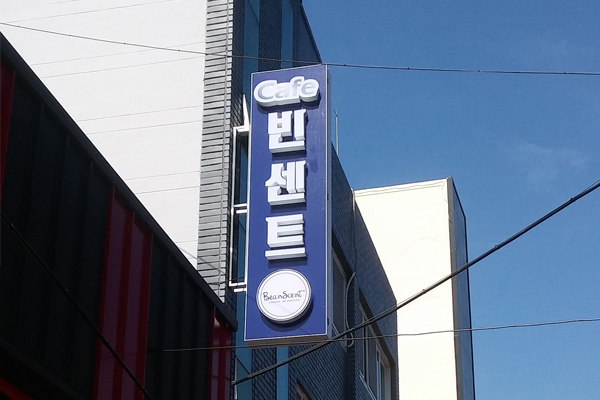 Cafe
빈
센
트
BeanScent